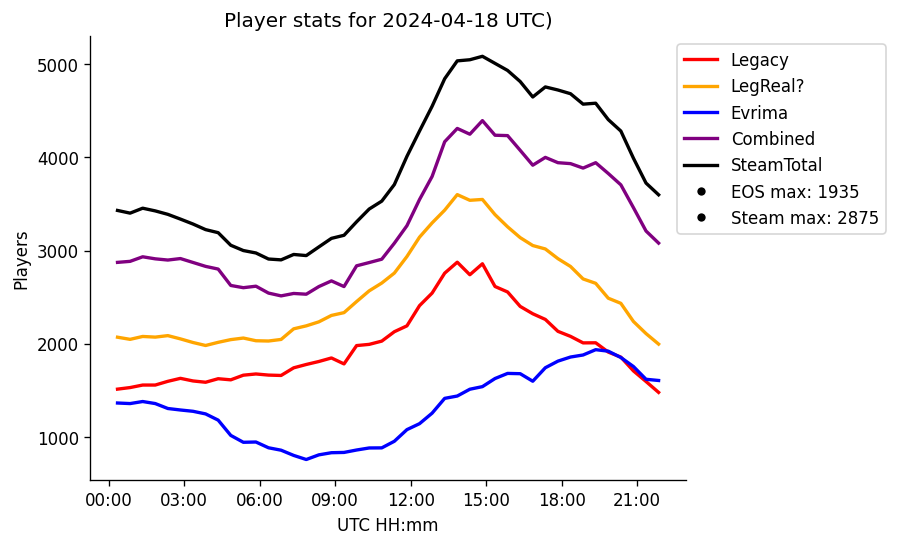 Player stats for 2024-04-18 UTC)
Legacy
LegReal?
Evrima
Combined
SteamTotal
EOS max: 1935
Steam max: 2875
Players
5000
4000
3000
2000
1000
00:00 03:00 06:00 09:00 12:00 15:00 18:00 21:00
UTC HH:mm